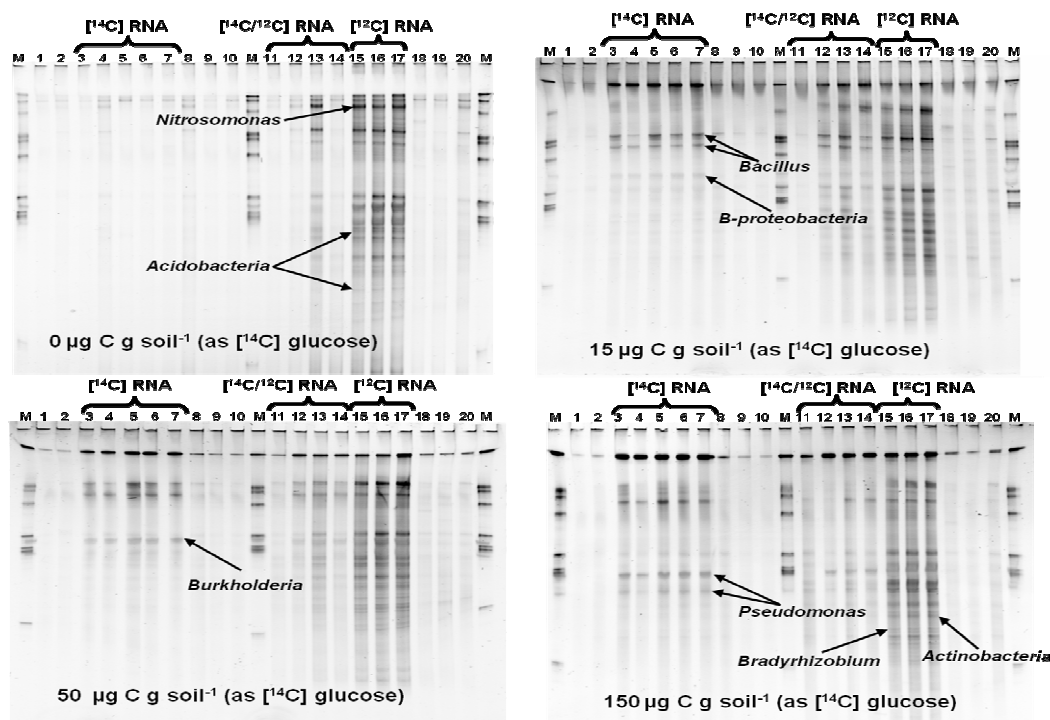 [¹⁴C] RNA [¹⁴C/¹²C] RNA [¹²C] RNA
M 1 2 3 4 5 6 7 8 9 10 M 11 12 13 14 15 16 17 18 19 20 M
Nitrosomonas
Acidobacteria
0 µg C g soil⁻¹ (as [¹⁴C] glucose)
[¹⁴C] RNA [¹⁴C/¹²C] RNA [¹²C] RNA
M 1 2 3 4 5 6 7 8 9 10 M 11 12 13 14 15 16 17 18 19 20 M
Bacillus
B-proteobacteria
15 µg C g soil⁻¹ (as [¹⁴C] glucose)
[¹⁴C] RNA [¹⁴C/¹²C] RNA [¹²C] RNA
M 1 2 3 4 5 6 7 8 9 10 M 11 12 13 14 15 16 17 18 19 20 M
Burkholderia
50 µg C g soil⁻¹ (as [¹⁴C] glucose)
[¹⁴C] RNA [¹⁴C/¹²C] RNA [¹²C] RNA
M 1 2 3 4 5 6 7 8 9 10 M 11 12 13 14 15 16 17 18 19 20 M
Pseudomonas
Bradyrhizobium
Actinobacteria
150 µg C g soil⁻¹ (as [¹⁴C] glucose)